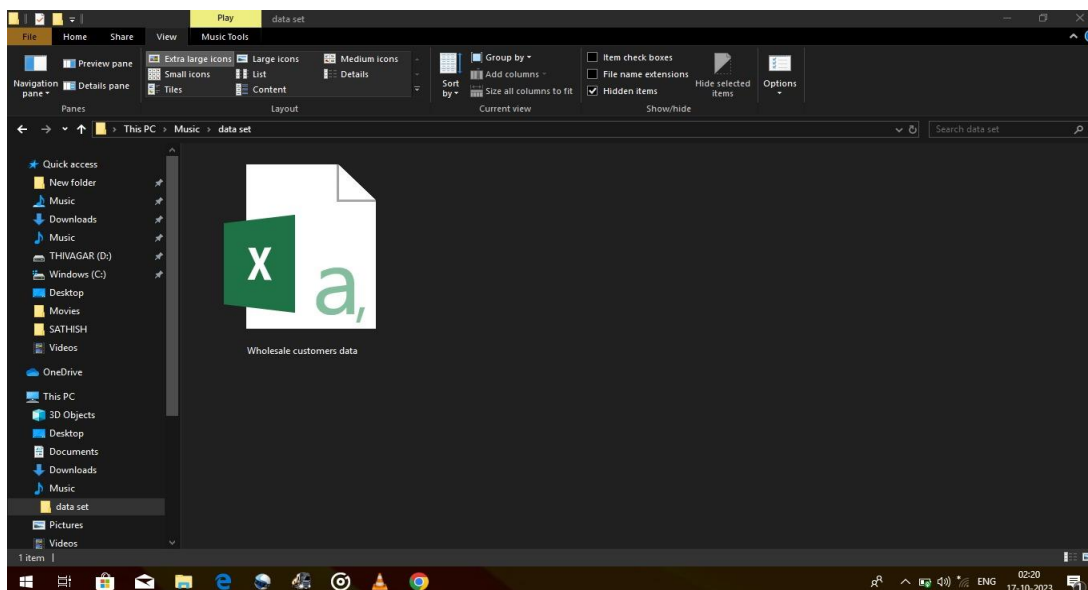 Play
data set
File
Home
Share
View
Music Tools
Navigation pane
Preview pane
Details pane
Panes
Extra large icons
Large icons
Medium icons
Small icons
List
Details
Tiles
Content
Layout
Sort by
Group by
Add columns
Size all columns to fit
Current view
Item check boxes
File name extensions
Hidden items
Hide selected items
Show/hide
Options
This PC > Music > data set
Search data set
Quick access
New folder
Music
Downloads
Music
THIVAGAR (D:)
Windows (C:)
Desktop
Movies
SATHISH
Videos
OneDrive
This PC
3D Objects
Desktop
Documents
Downloads
Music
data set
Pictures
Videos
X
a,
Wholesale customers data
1 item
ENG
02:20
17-10-2023